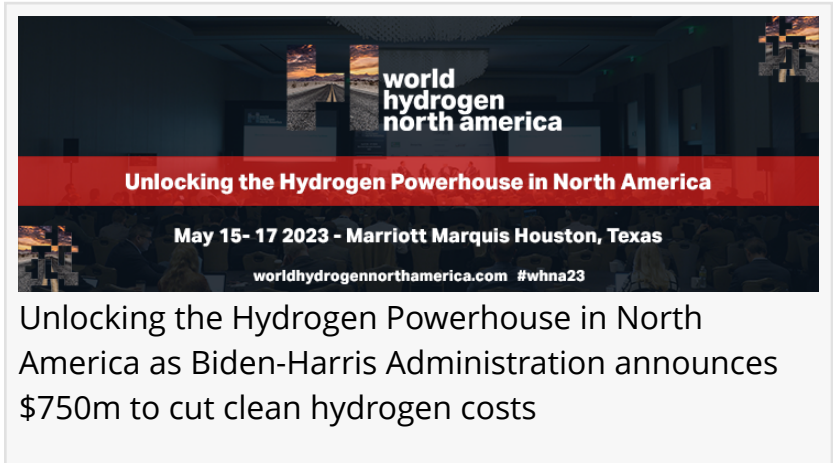 world
hydrogen
north america
Unlocking the Hydrogen Powerhouse in North America
May 15- 17 2023 - Marriott Marquis Houston, Texas
worldhydrogennorthamerica.com #whna23
Unlocking the Hydrogen Powerhouse in North
America as Biden-Harris Administration announces
$750m to cut clean hydrogen costs